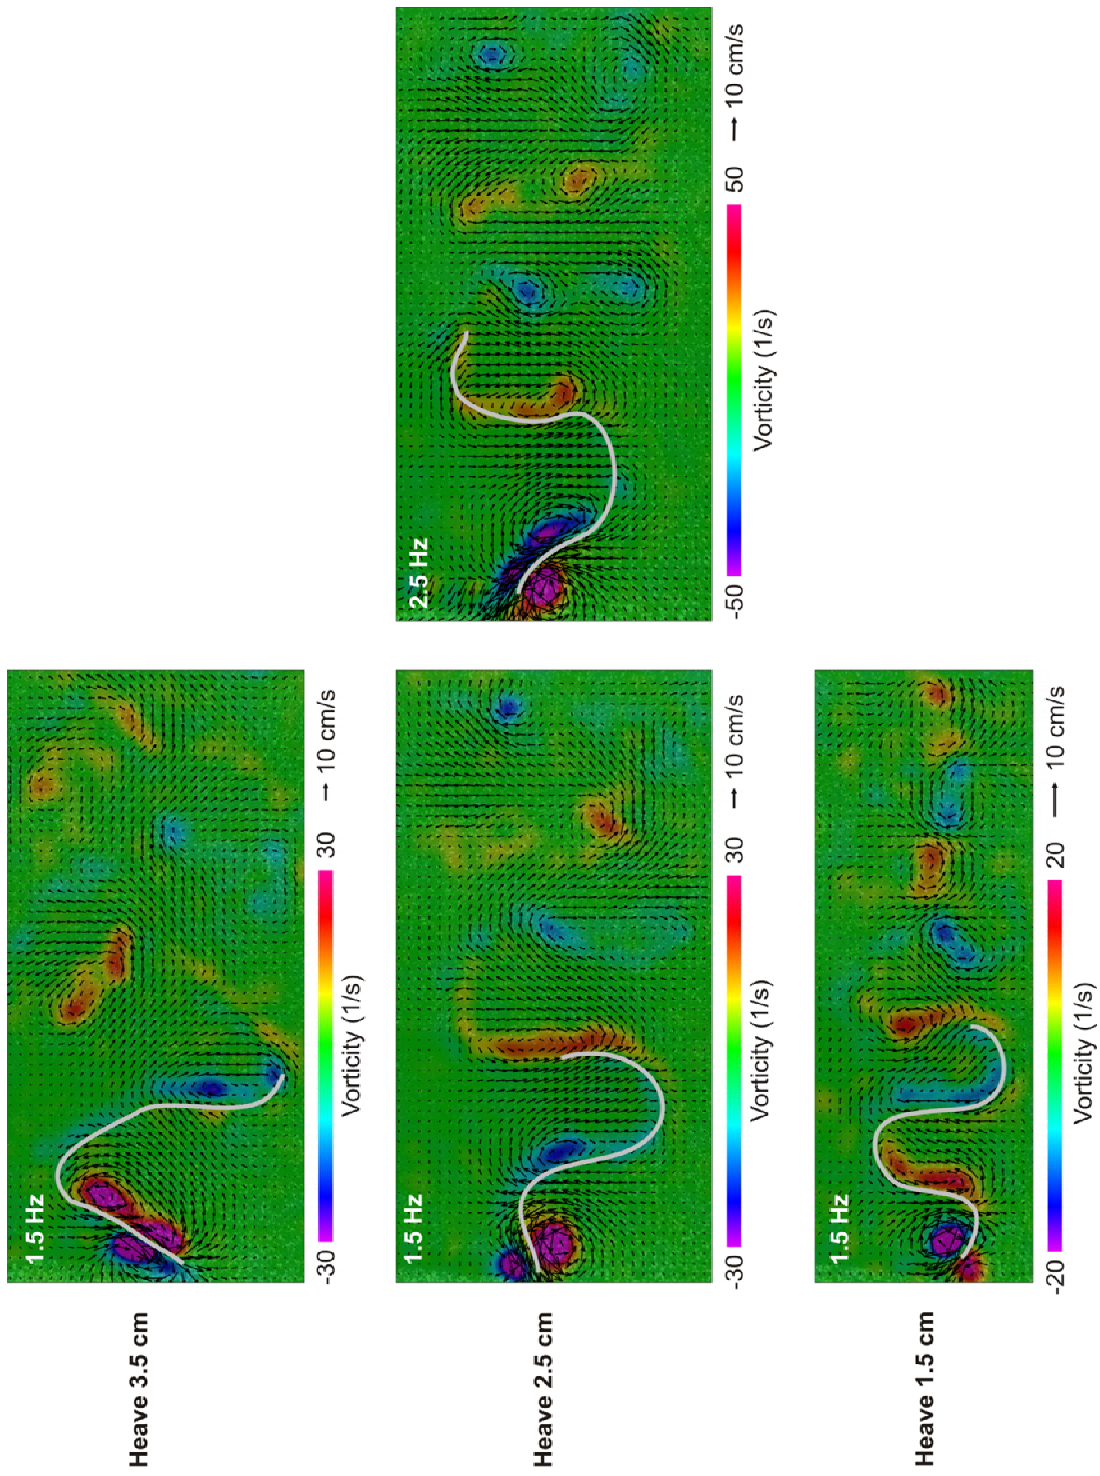 Heave 3.5 cm
1.5 Hz
-30 30 → 10 cm/s
Vorticity (1/s)
Heave 2.5 cm
1.5 Hz
-30 30 → 10 cm/s
Vorticity (1/s)
2.5 Hz
-50 50 → 10 cm/s
Vorticity (1/s)
Heave 1.5 cm
1.5 Hz
-20 20 → 10 cm/s
Vorticity (1/s)